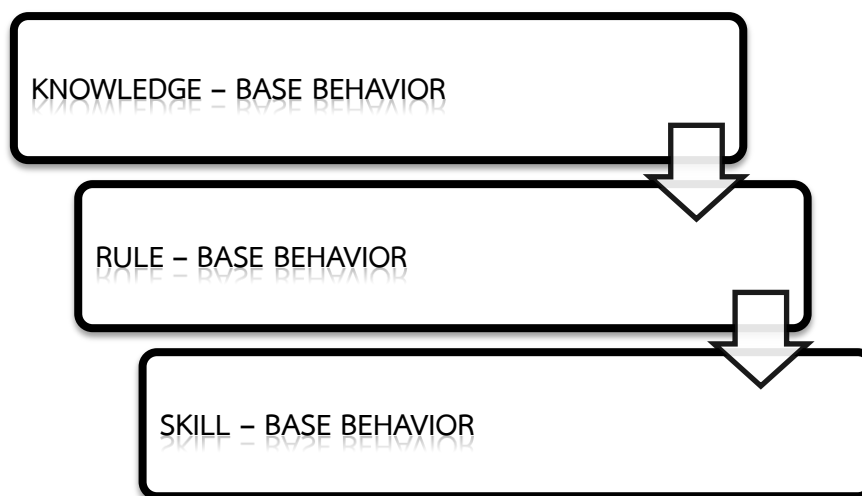 KNOWLEDGE – BASE BEHAVIOR
RULE – BASE BEHAVIOR
SKILL – BASE BEHAVIOR